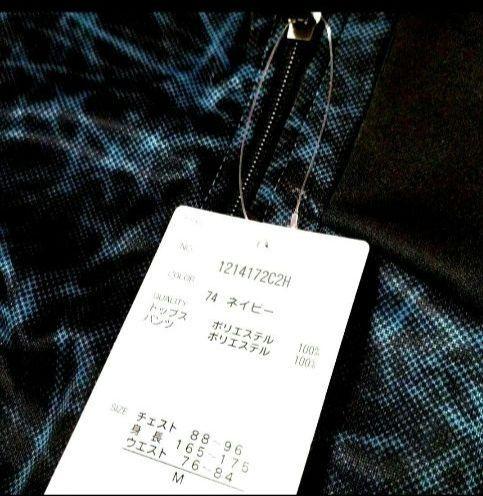 NO. 1214172C2H
COLOR 74 ネイビー
QUALITY
トップス ポリエステル 100%
パンツ ポリエステル 100%
SIZE チェスト 88~96
身長 165~175
ウエスト 76~84
M